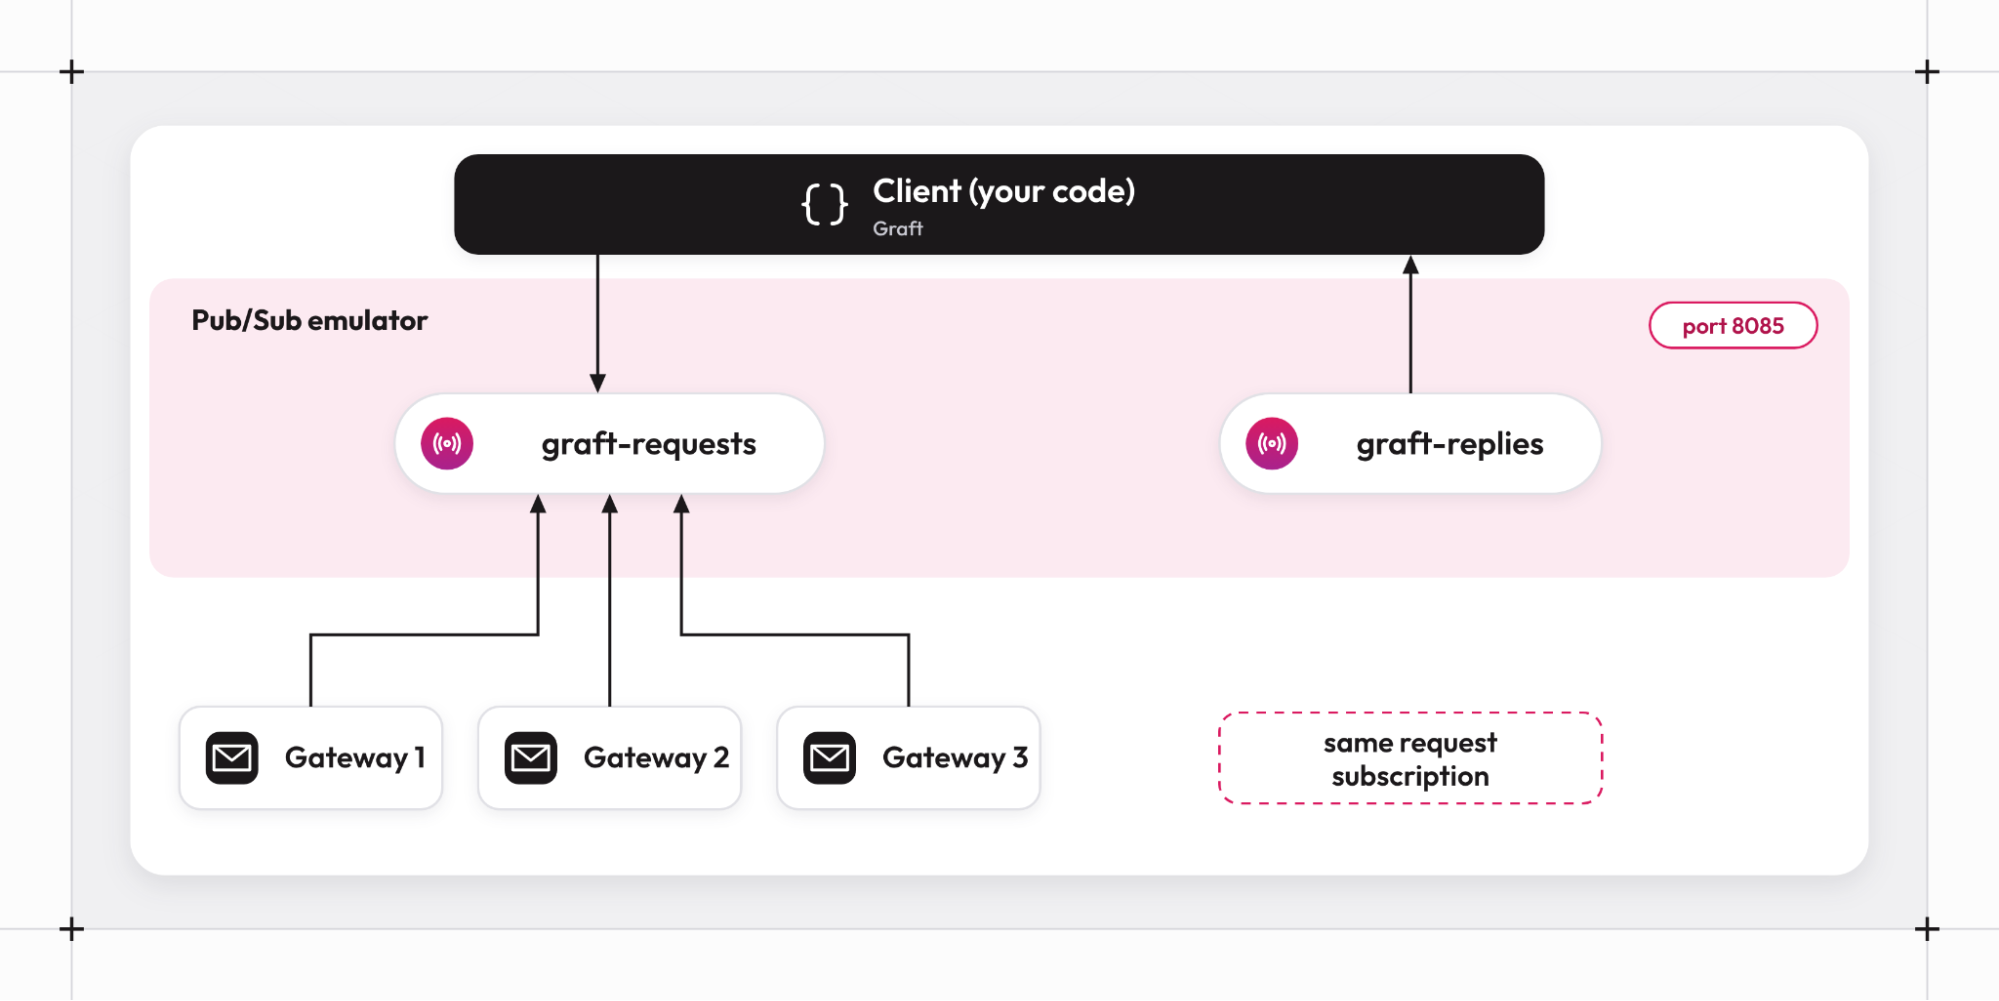 Client (your code)
Graft
Pub/Sub emulator
port 8085
graft-requests
graft-replies
Gateway 1
Gateway 2
Gateway 3
same request
subscription